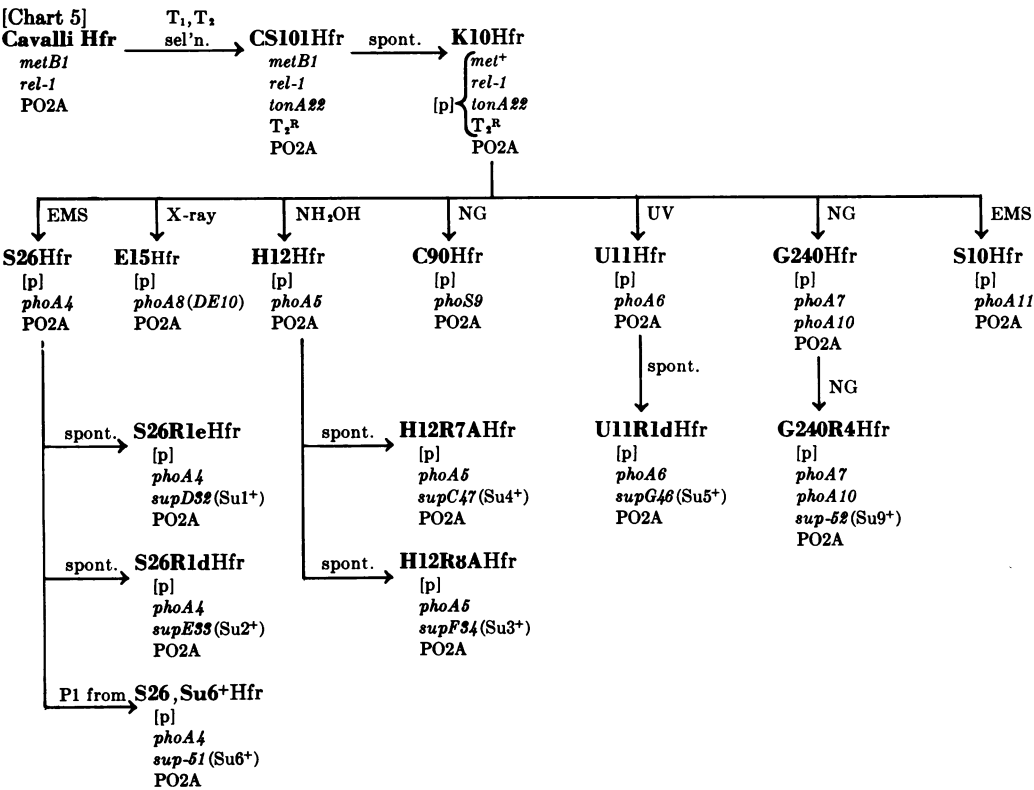 [Chart 5]
Cavalli Hfr
metB1
rel-1
PO2A
T₁,T₂
sel'n.
CS101Hfr
metB1
rel-1
tonA22
T₂ᴿ
PO2A
spont.
K10Hfr
met⁺
rel-1
[p] tonA22
T₂ᴿ
PO2A
EMS
S26Hfr
[p]
phoA4
PO2A
X-ray
E15Hfr
[p]
phoA8(DE10)
PO2A
NH₂OH
H12Hfr
[p]
phoA5
PO2A
NG
C90Hfr
[p]
phoS9
PO2A
UV
U11Hfr
[p]
phoA6
PO2A
NG
G240Hfr
[p]
phoA7
phoA10
PO2A
EMS
S10Hfr
[p]
phoA11
PO2A
spont.
S26R1eHfr
[p]
phoA4
supD32(Su1⁺)
PO2A
spont.
S26R1dHfr
[p]
phoA4
supE33(Su2⁺)
PO2A
P1 from
S26,Su6⁺Hfr
[p]
phoA4
sup-51(Su6⁺)
PO2A
spont.
H12R7AHfr
[p]
phoA5
supC47(Su4⁺)
PO2A
spont.
H12R8AHfr
[p]
phoA5
supF34(Su3⁺)
PO2A
spont.
U11R1dHfr
[p]
phoA6
supG46(Su5⁺)
PO2A
NG
G240R4Hfr
[p]
phoA7
phoA10
sup-52(Su9⁺)
PO2A